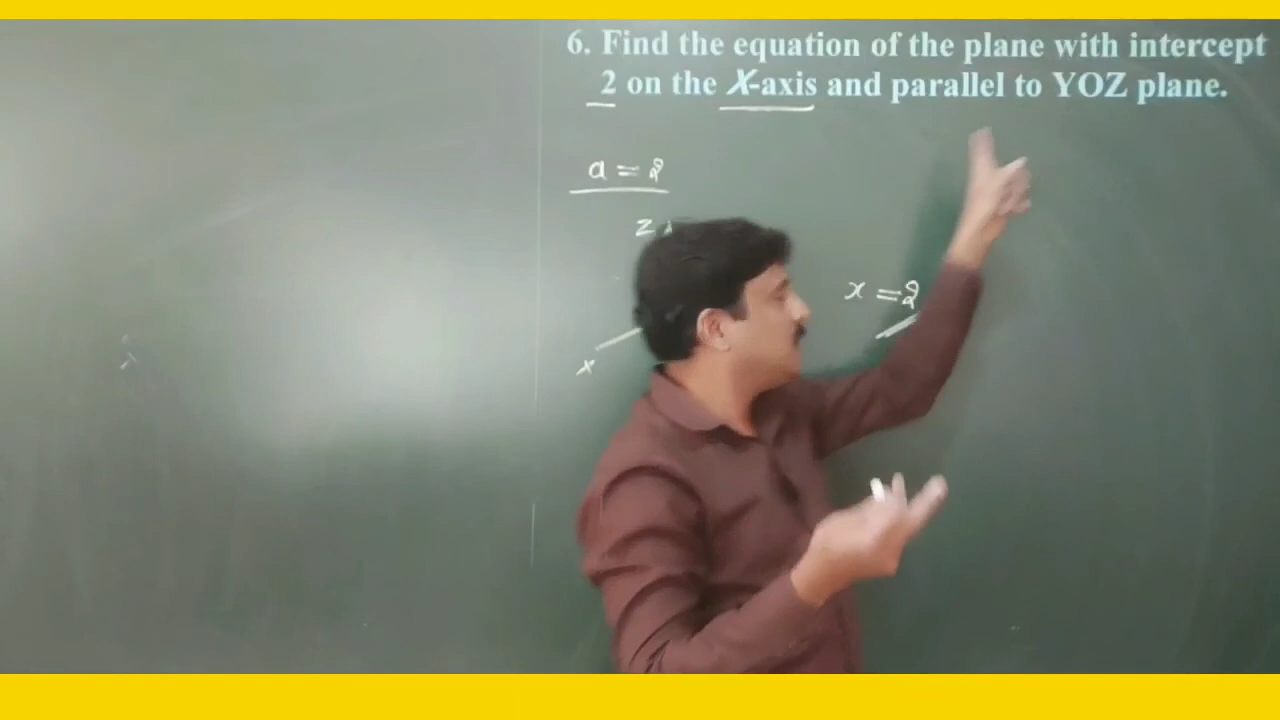 6. Find the equation of the plane with intercept
2 on the X-axis and parallel to YOZ plane.
a = 2
z
x = 2
x